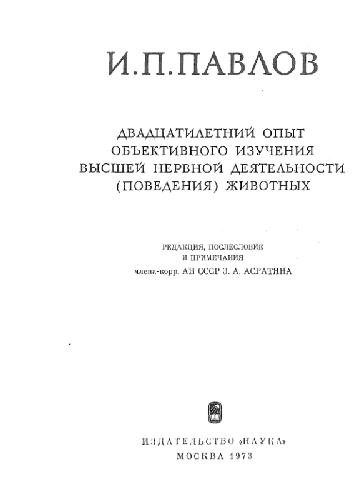 И.П.ПАВЛОВ
ДВАДЦАТИЛЕТНИЙ ОПЫТ
ОБЪЕКТИВНОГО ИЗУЧЕНИЯ
ВЫСШЕЙ НЕРВНОЙ ДЕЯТЕЛЬНОСТИ
(ПОВЕДЕНИЯ) ЖИВОТНЫХ
РЕДАКЦИЯ, ПОСЛЕСЛОВИЕ
И ПРИМЕЧАНИЯ
члена-корр. АН СССР Э. А. АСРАТЯНА
ИЗДАТЕЛЬСТВО «НАУКА»
МОСКВА 1973